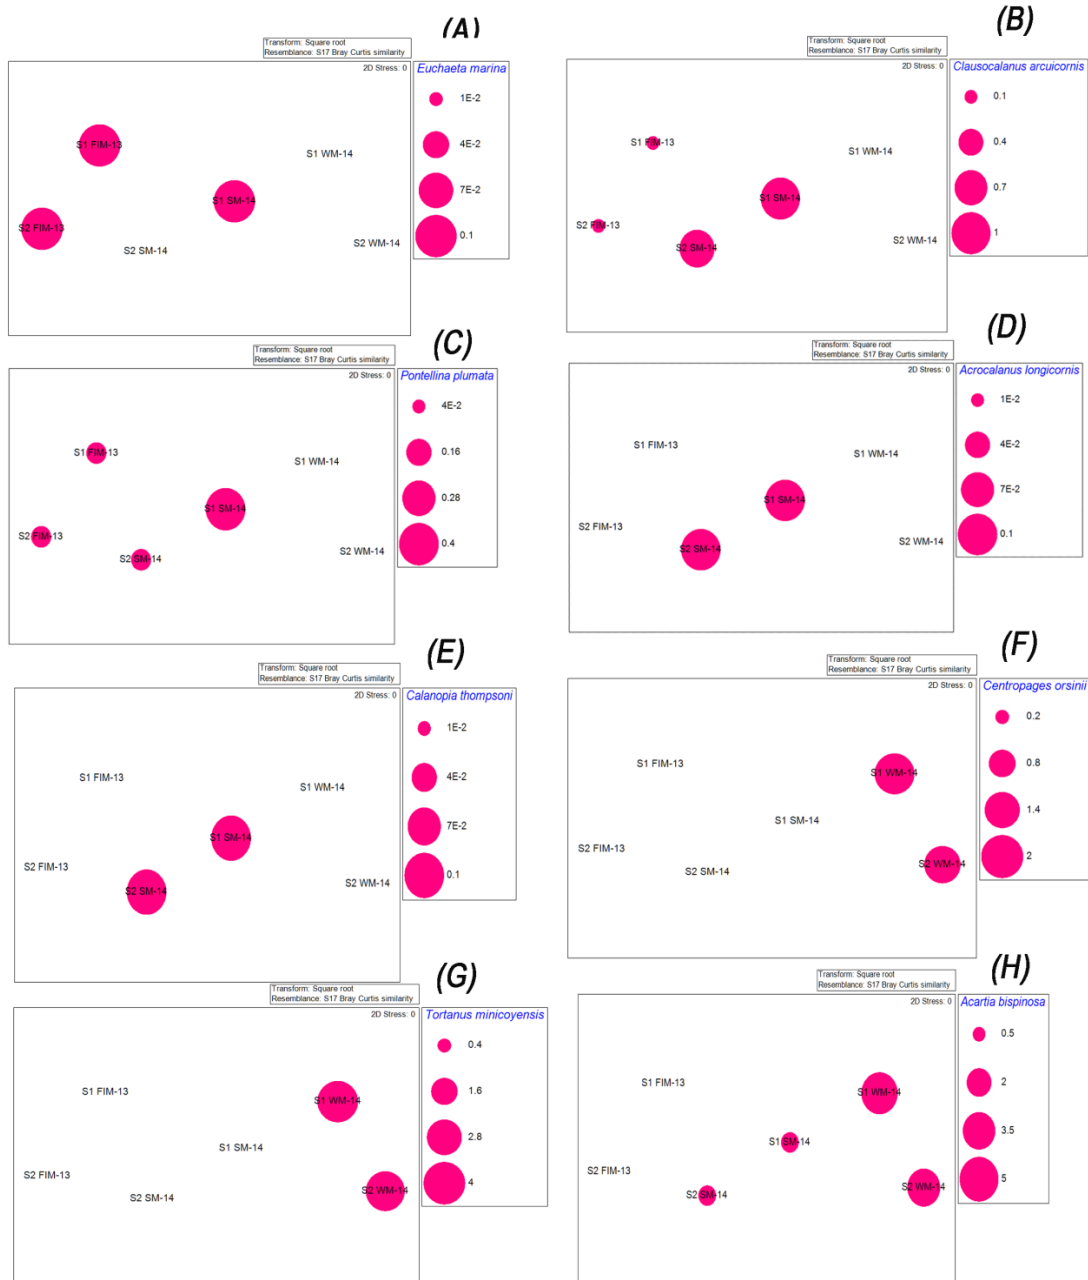 (A)
Transform: Square root
Resemblance: S17 Bray Curtis similarity
2D Stress: 0
Euchaeta marina
1E-2
4E-2
7E-2
0.1
S1 FIM-13
S1 WM-14
S1 SM-14
S2 FIM-13
S2 SM-14
S2 WM-14
(B)
Transform: Square root
Resemblance: S17 Bray Curtis similarity
2D Stress: 0
Clausocalanus arcuicornis
0.1
0.4
0.7
1
S1 FIM-13
S1 WM-14
S1 SM-14
S2 FIM-13
S2 SM-14
S2 WM-14
(C)
Transform: Square root
Resemblance: S17 Bray Curtis similarity
2D Stress: 0
Pontellina plumata
4E-2
0.16
0.28
0.4
S1 FIM-13
S1 WM-14
S1 SM-14
S2 FIM-13
S2 SM-14
S2 WM-14
(D)
Transform: Square root
Resemblance: S17 Bray Curtis similarity
2D Stress: 0
Acrocalanus longicornis
1E-2
4E-2
7E-2
0.1
S1 FIM-13
S1 WM-14
S1 SM-14
S2 FIM-13
S2 SM-14
S2 WM-14
(E)
Transform: Square root
Resemblance: S17 Bray Curtis similarity
2D Stress: 0
Calanopia thompsoni
1E-2
4E-2
7E-2
0.1
S1 FIM-13
S1 WM-14
S1 SM-14
S2 FIM-13
S2 SM-14
S2 WM-14
(F)
Transform: Square root
Resemblance: S17 Bray Curtis similarity
2D Stress: 0
Centropages orsinii
0.2
0.8
1.4
2
S1 FIM-13
S1 WM-14
S1 SM-14
S2 FIM-13
S2 SM-14
S2 WM-14
(G)
Transform: Square root
Resemblance: S17 Bray Curtis similarity
2D Stress: 0
Tortanus minicoyensis
0.4
1.6
2.8
4
S1 FIM-13
S1 WM-14
S1 SM-14
S2 FIM-13
S2 SM-14
S2 WM-14
(H)
Transform: Square root
Resemblance: S17 Bray Curtis similarity
2D Stress: 0
Acartia bispinosa
0.5
2
3.5
5
S1 FIM-13
S1 WM-14
S1 SM-14
S2 FIM-13
S2 SM-14
S2 WM-14